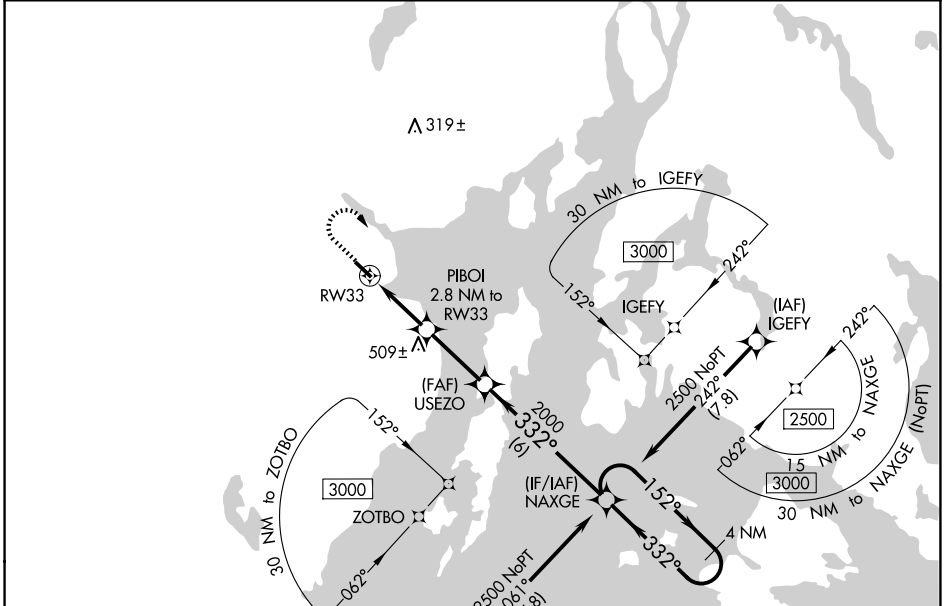 319±
30 NM to IGEFY
3000
242°
152°
IGEFY
(IAF)
IGEFY
RW33
PIBOI
2.8 NM to
RW33
509±
(FAF)
USEZO
2500 NoPT
242°
(7.8)
242°
2500
062°
15 NM to NAXGE
3000
30 NM to NAXGE (NoPT)
2000
332°
(6)
152°
3000
ZOTBO
30 NM to ZOTBO
062°
(IF/IAF)
NAXGE
152°
332°
4 NM
2500 NoPT
061°